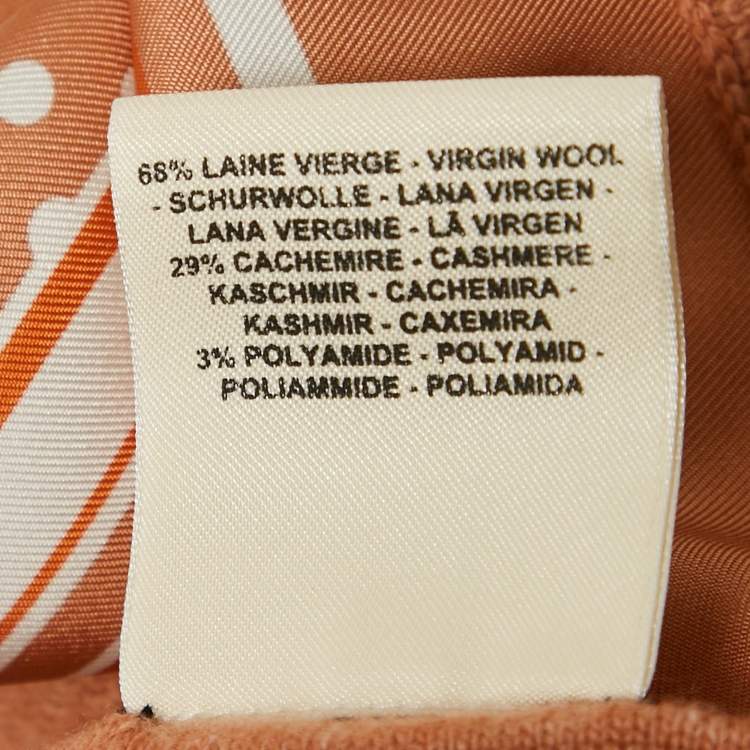 68% LAINE VIERGE - VIRGIN WOOL
- SCHURWOLLE - LANA VIRGEN -
LANA VERGINE - LÃ VIRGEN
29% CACHEMIRE - CASHMERE -
KASCHMIR - CACHEMIRA -
KASHMIR - CAXEMIRA
3% POLYAMIDE - POLYAMID -
POLIAMMIDE - POLIAMIDA